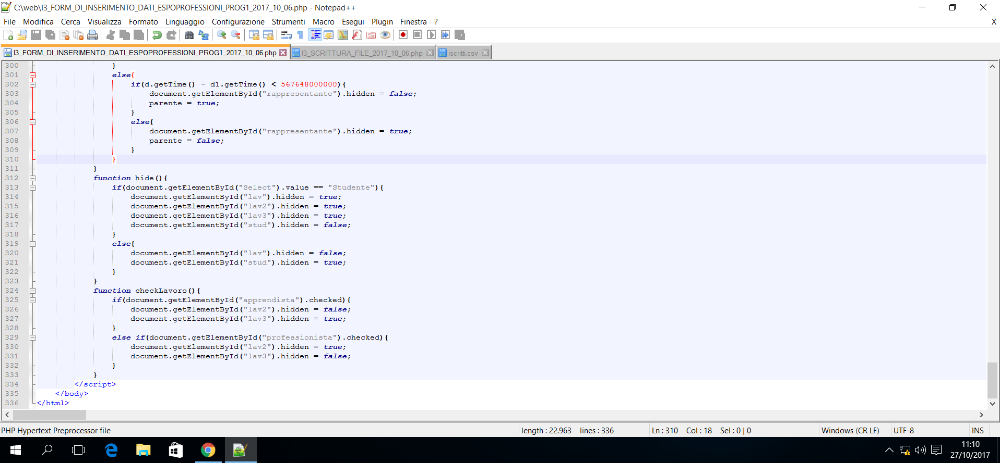 C:\web\I3_FORM_DI_INSERIMENTO_DATI_ESPOPROFESSIONI_PROG1_2017_10_06.php - Notepad++
File Modifica Cerca Visualizza Formato Linguaggio Configurazione Strumenti Macro Esegui Plugin Finestra ? X
I3_FORM_DI_INSERIMENTO_DATI_ESPOPROFESSIONI_PROG1_2017_10_06.php I3_SCRITTURA_FILE_2017_10_06.php iscritti.csv
300 }
301 else{
302 if(d.getTime() - d1.getTime() < 567648000000){
303 document.getElementById("rappresentante").hidden = false;
304 parente = true;
305 }
306 else{
307 document.getElementById("rappresentante").hidden = true;
308 parente = false;
309 }
310 }
311 }
312 function hide(){
313 if(document.getElementById("Select").value == "Studente"){
314 document.getElementById("lav").hidden = true;
315 document.getElementById("lav2").hidden = true;
316 document.getElementById("lav3").hidden = true;
317 document.getElementById("stud").hidden = false;
318 }
319 else{
320 document.getElementById("lav").hidden = false;
321 document.getElementById("stud").hidden = true;
322 }
323 }
324 function checkLavoro(){
325 if(document.getElementById("apprendista").checked){
326 document.getElementById("lav2").hidden = false;
327 document.getElementById("lav3").hidden = true;
328 }
329 else if(document.getElementById("professionista").checked){
330 document.getElementById("lav2").hidden = true;
331 document.getElementById("lav3").hidden = false;
332 }
333 }
334 </script>
335 </body>
336 </html>
PHP Hypertext Preprocessor file length : 22.963 lines : 336 Ln : 310 Col : 18 Sel : 0 | 0 Windows (CR LF) UTF-8 INS
11:10
27/10/2017